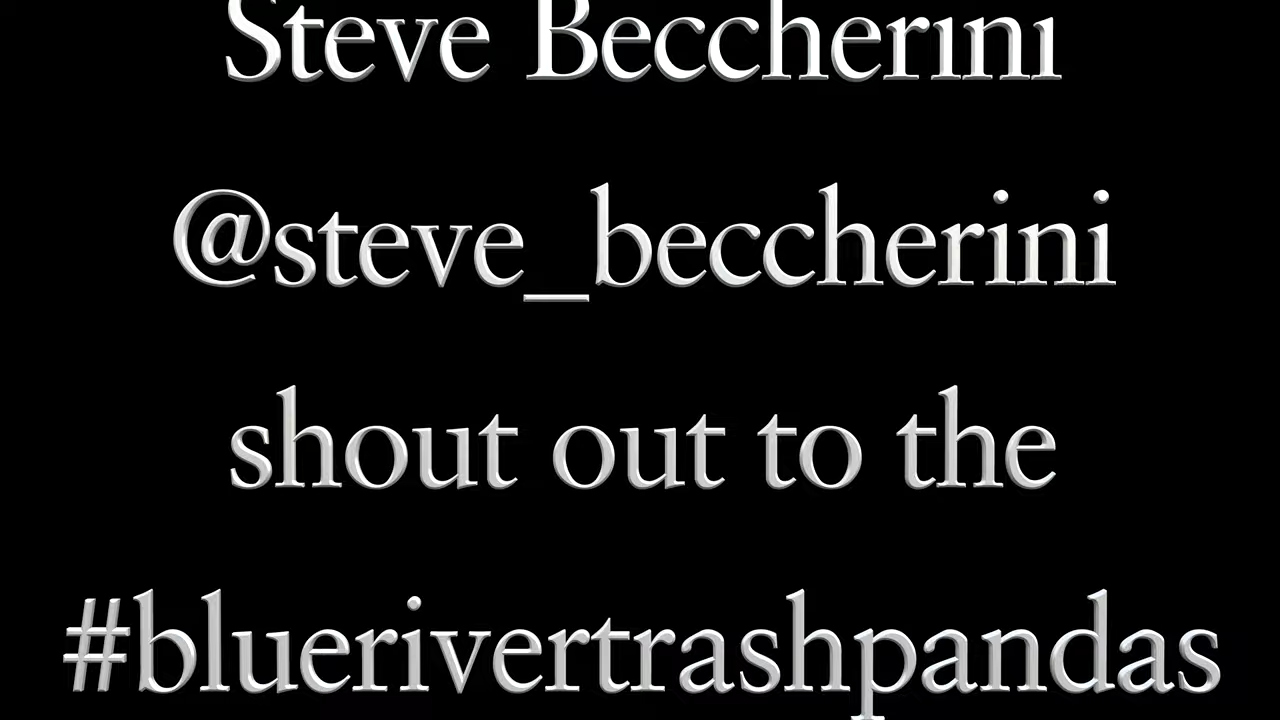 Steve Beccherini
@steve_beccherini
shout out to the
#bluerivertrashpandas